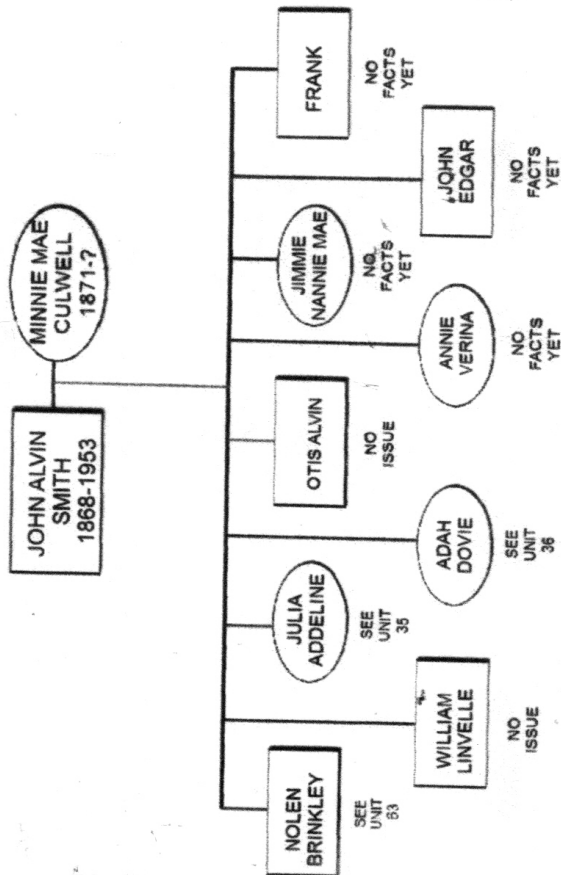 JOHN ALVIN
SMITH
1868-1953
MINNIE MAE
CULWELL
1871-?
NOLEN
BRINKLEY
SEE
UNIT
63
WILLIAM
LINVELLE
NO
ISSUE
JULIA
ADDELINE
SEE
UNIT
35
ADAH
DOVIE
SEE
UNIT
36
OTIS ALVIN
NO
ISSUE
ANNIE
VERINA
NO
FACTS
YET
JIMMIE
NANNIE MAE
NO
FACTS
YET
JOHN
EDGAR
NO
FACTS
YET
FRANK
NO
FACTS
YET